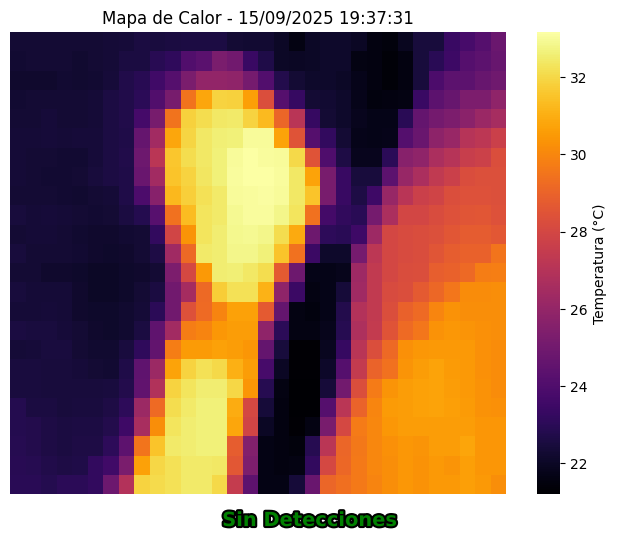 Mapa de Calor - 15/09/2025 19:37:31
32
30
28
26
24
22
Temperatura (°C)
Sin Detecciones